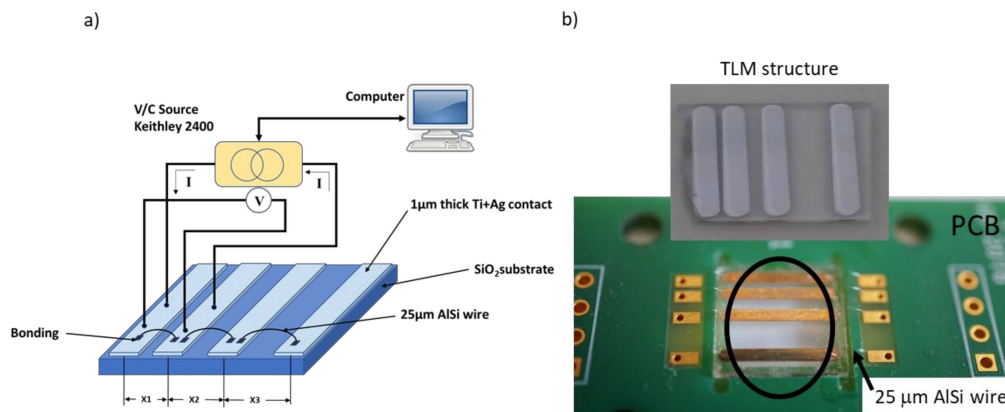 a)
V/C Source
Keithley 2400
Computer
I
I
V
1μm thick Ti+Ag contact
SiO2substrate
Bonding
25μm AlSi wire
X1
X2
X3
b)
TLM structure
PCB
25 μm AlSi wire